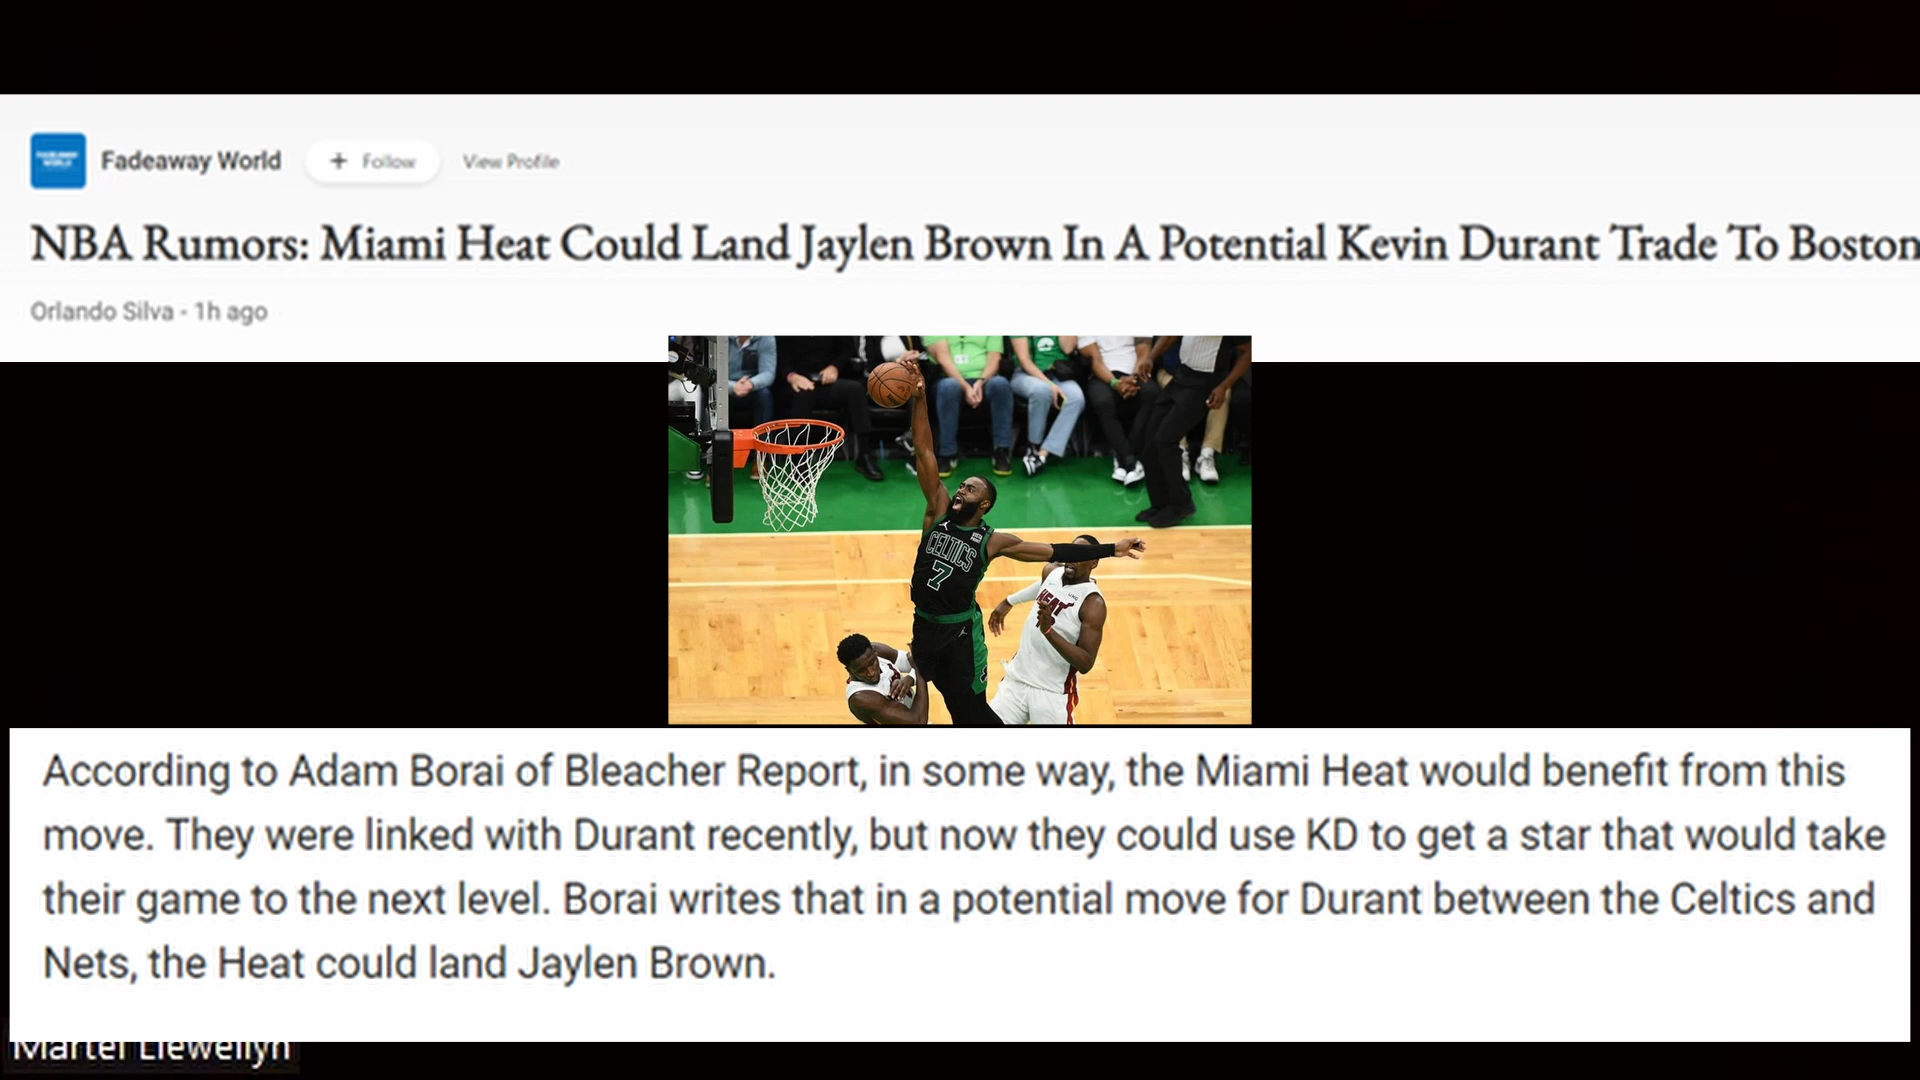 FADEAWAY WORLD
Fadeaway World + Follow View Profile
NBA Rumors: Miami Heat Could Land Jaylen Brown In A Potential Kevin Durant Trade To Boston
Orlando Silva - 1h ago
CELTICS
7
HEAT
According to Adam Borai of Bleacher Report, in some way, the Miami Heat would benefit from this
move. They were linked with Durant recently, but now they could use KD to get a star that would take
their game to the next level. Borai writes that in a potential move for Durant between the Celtics and
Nets, the Heat could land Jaylen Brown.
Martel Llewellyn